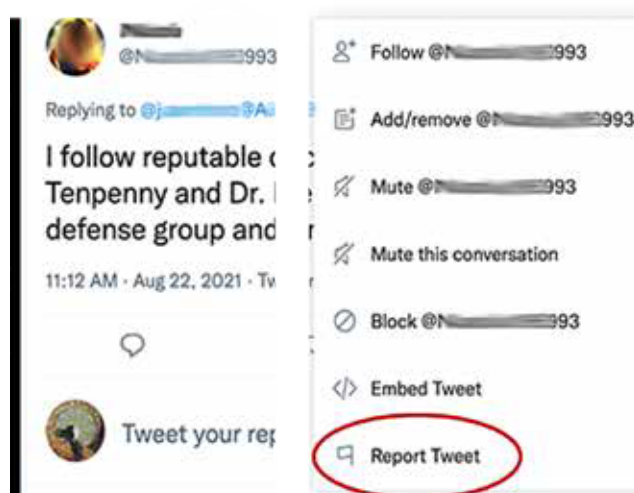 @N 993
Replying to @j @A
I follow reputable
Tenpenny and Dr.
defense group and
11:12 AM · Aug 22, 2021 · Tw
Tweet your rep
Follow @N 993
Add/remove @ 993
Mute @ 993
Mute this conversation
Block @N 93
Embed Tweet
Report Tweet